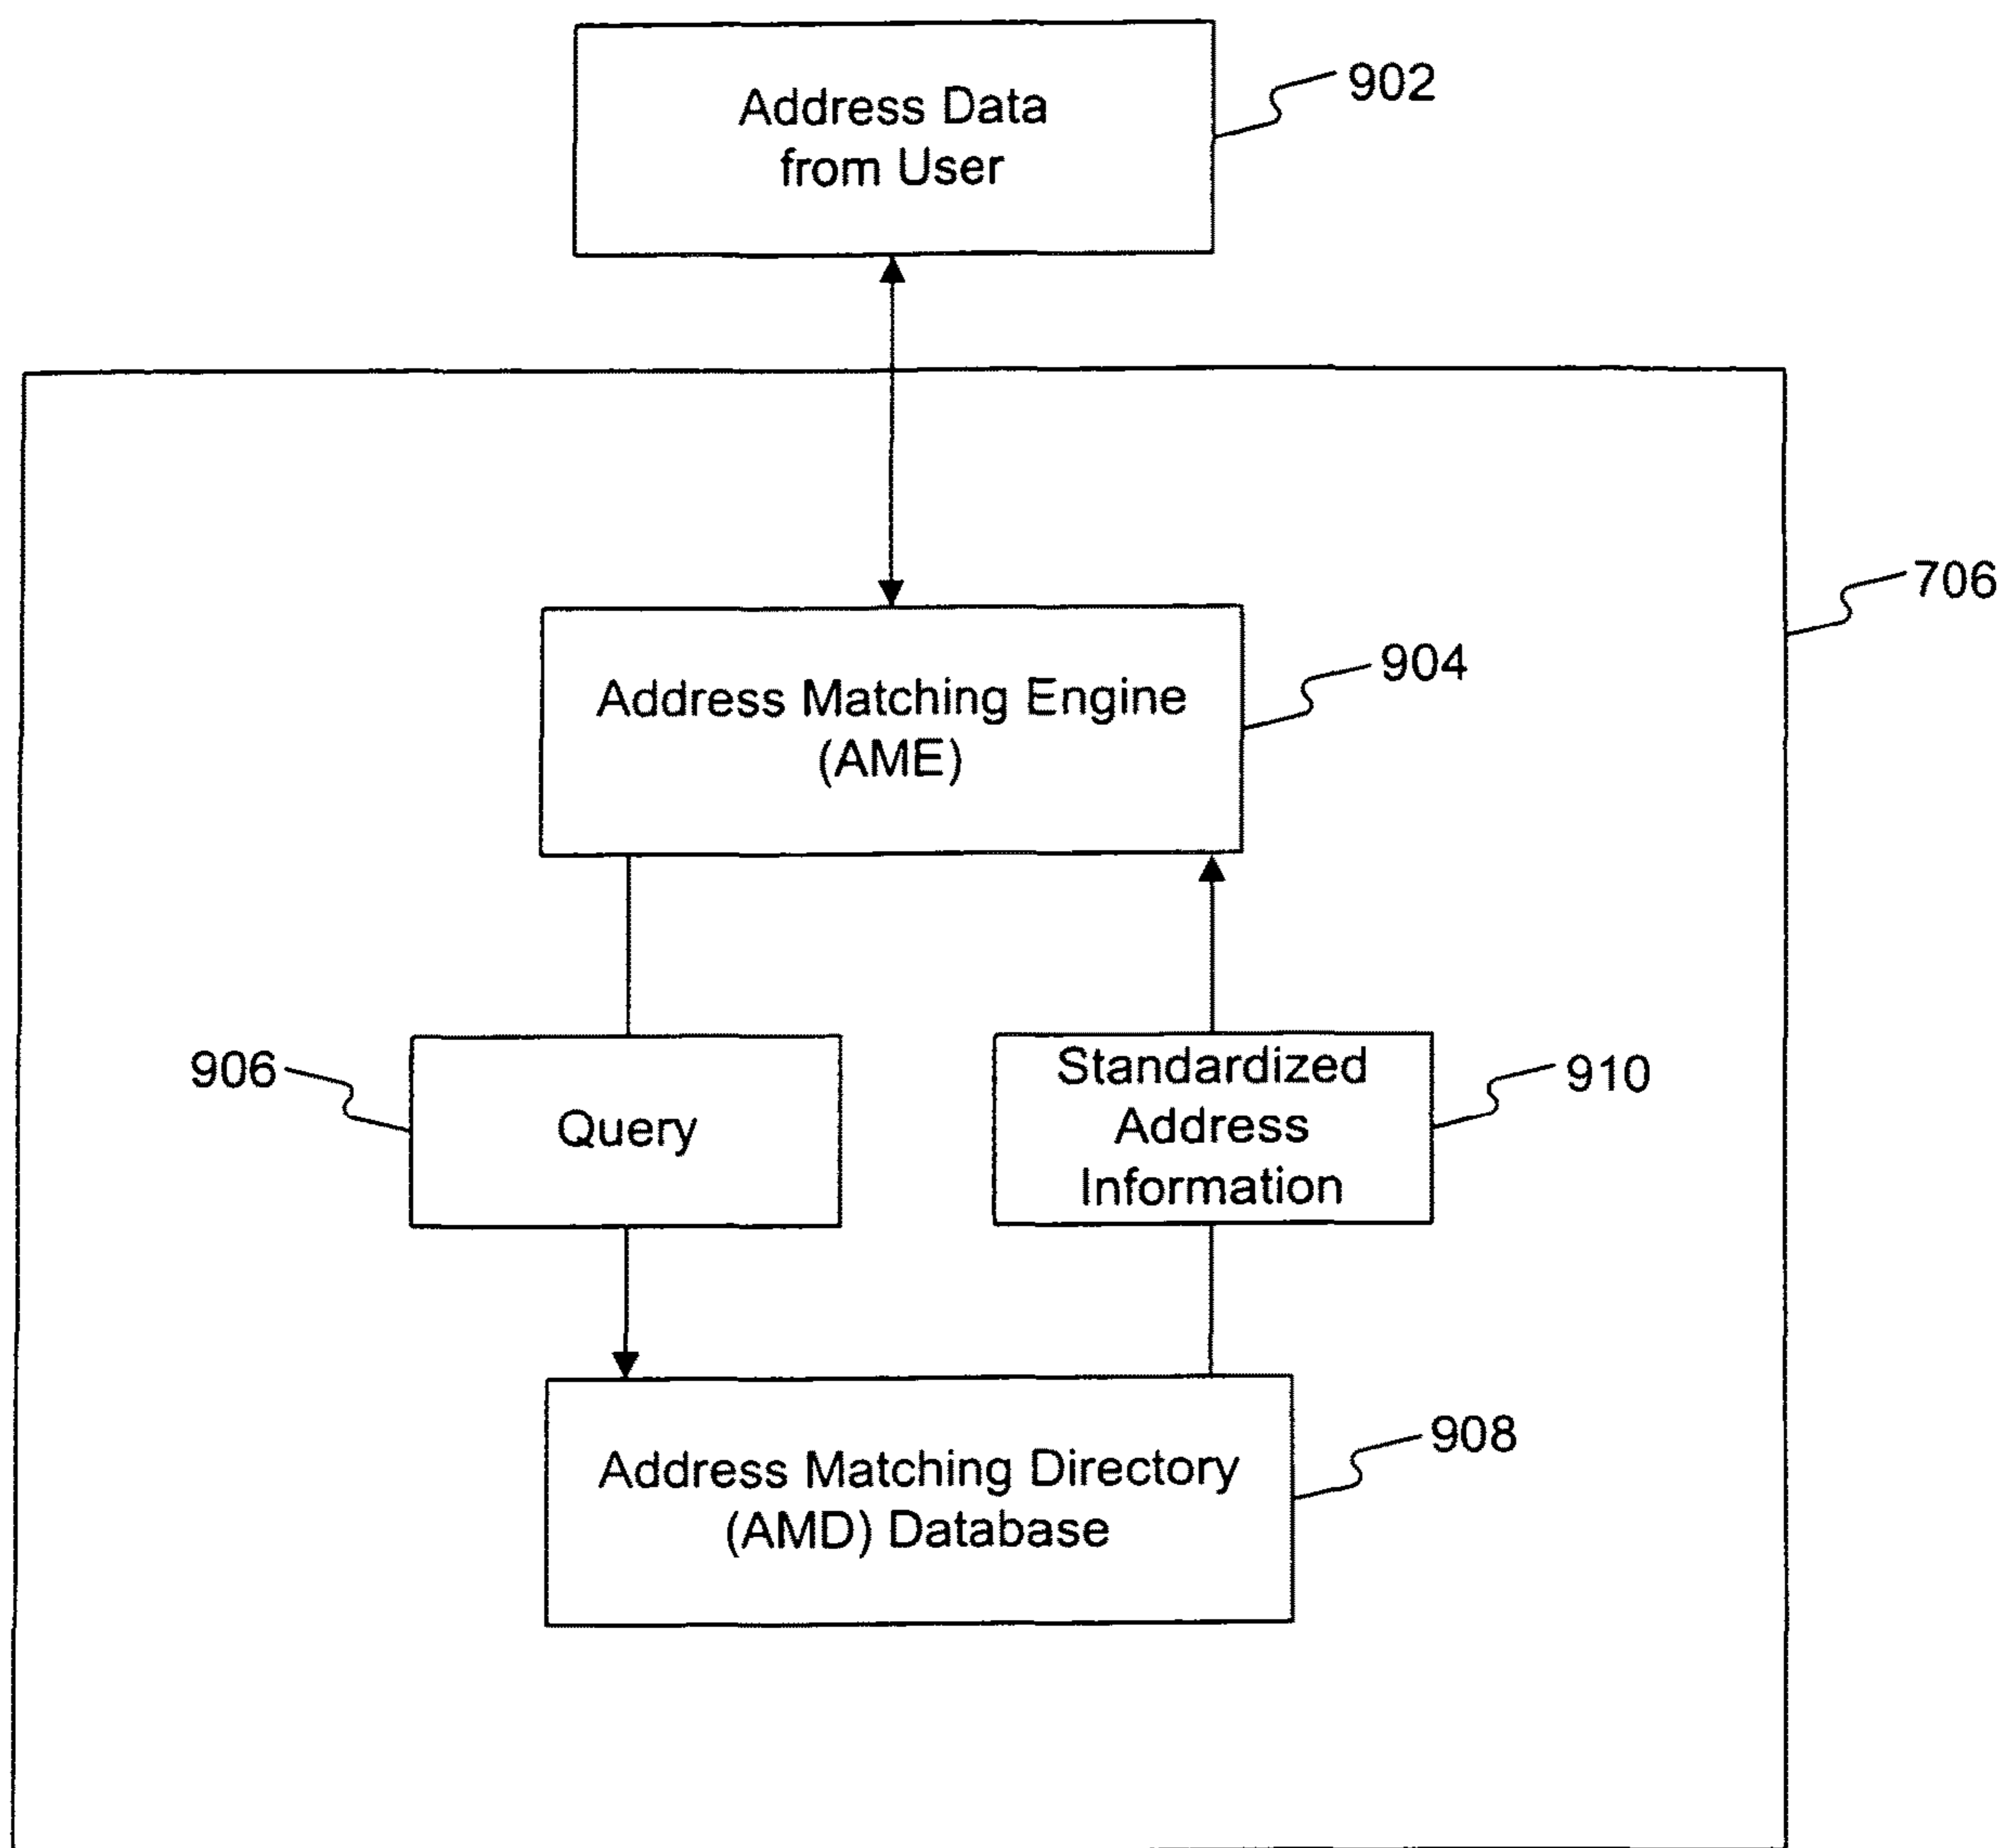 Address Data
from User
902
706
Address Matching Engine
(AME)
904
906
Query
Standardized
Address
Information
910
Address Matching Directory
(AMD) Database
908